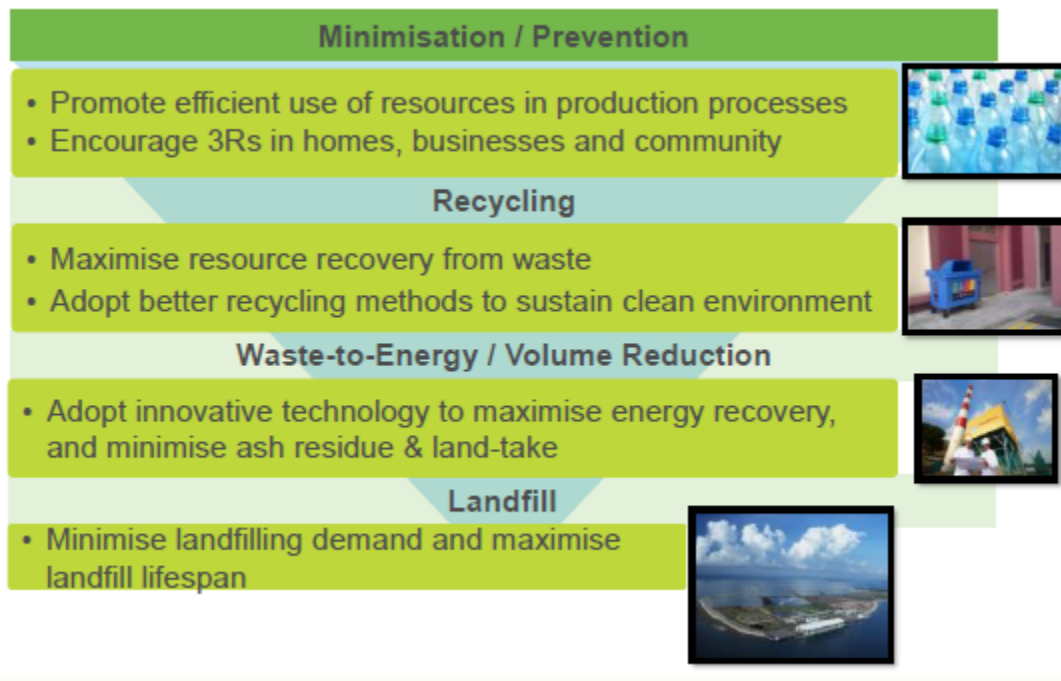 Minimisation / Prevention
• Promote efficient use of resources in production processes
• Encourage 3Rs in homes, businesses and community
Recycling
• Maximise resource recovery from waste
• Adopt better recycling methods to sustain clean environment
Waste-to-Energy / Volume Reduction
• Adopt innovative technology to maximise energy recovery,
and minimise ash residue & land-take
Landfill
• Minimise landfilling demand and maximise
landfill lifespan